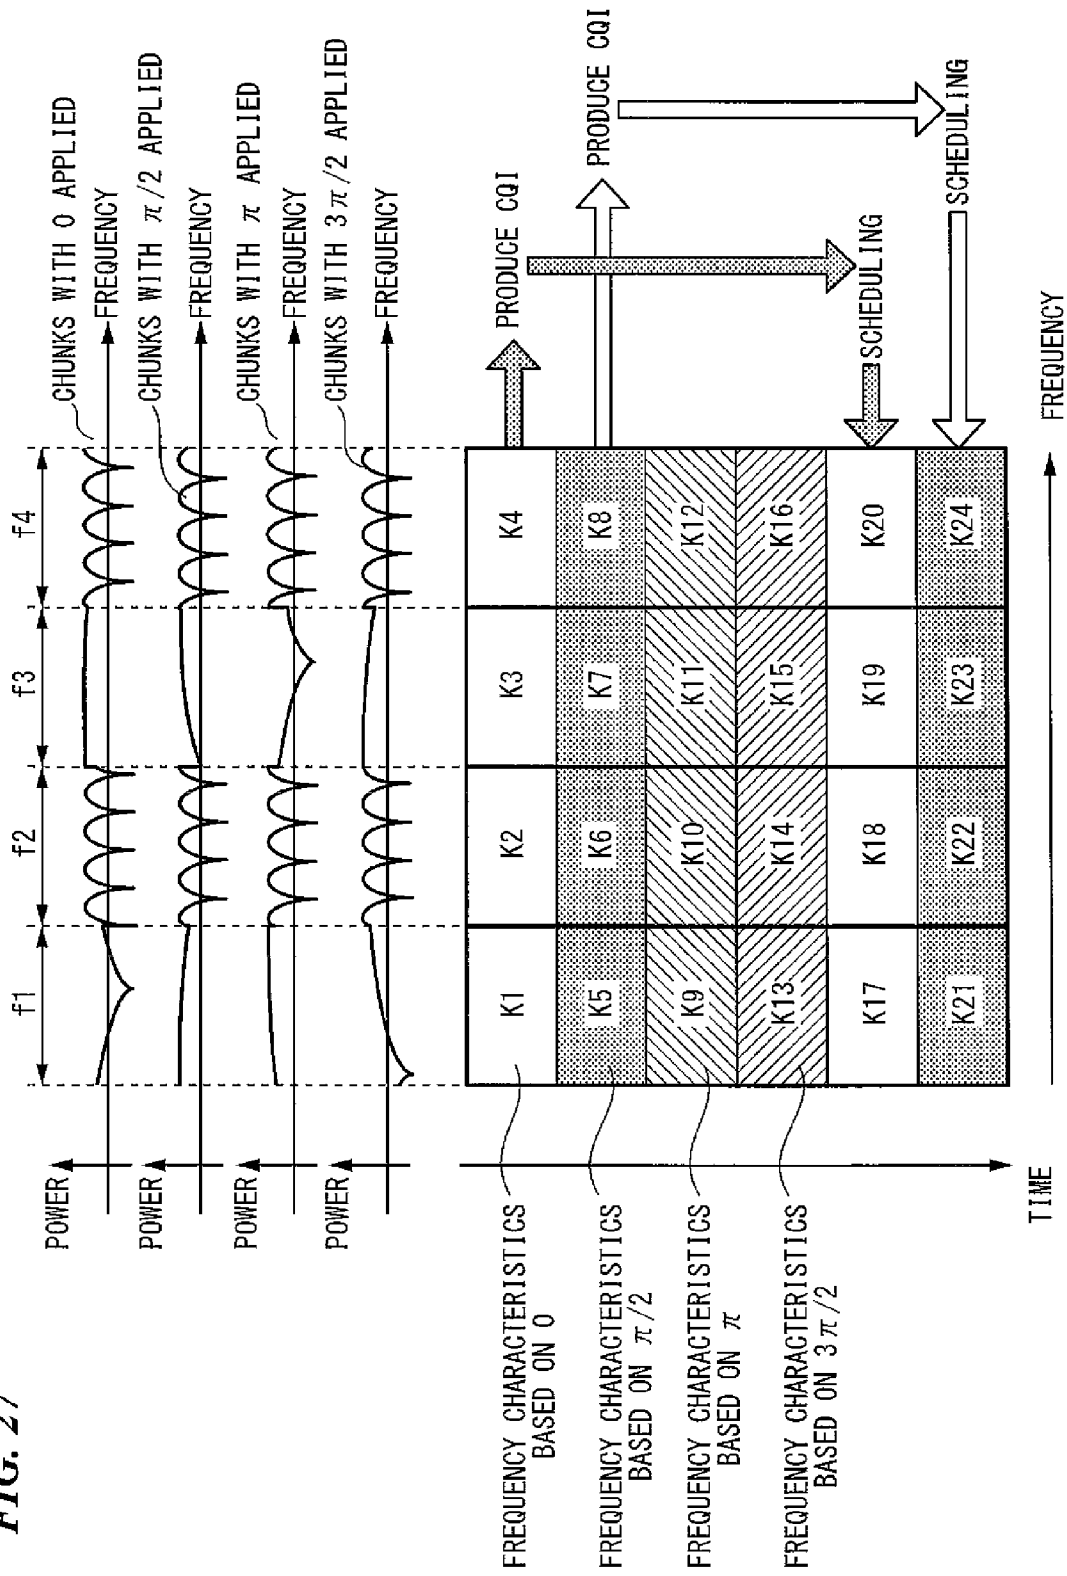 FIG. 27
f1
f2
f3
f4
POWER
CHUNKS WITH 0 APPLIED
FREQUENCY
POWER
CHUNKS WITH π/2 APPLIED
FREQUENCY
POWER
CHUNKS WITH π APPLIED
FREQUENCY
POWER
CHUNKS WITH 3π/2 APPLIED
FREQUENCY
FREQUENCY CHARACTERISTICS
BASED ON 0
K1
K2
K3
K4
PRODUCE CQI
FREQUENCY CHARACTERISTICS
BASED ON π/2
K5
K6
K7
K8
PRODUCE CQI
FREQUENCY CHARACTERISTICS
BASED ON π
K9
K10
K11
K12
FREQUENCY CHARACTERISTICS
BASED ON 3π/2
K13
K14
K15
K16
K17
K18
K19
K20
SCHEDULING
K21
K22
K23
K24
SCHEDULING
TIME
FREQUENCY